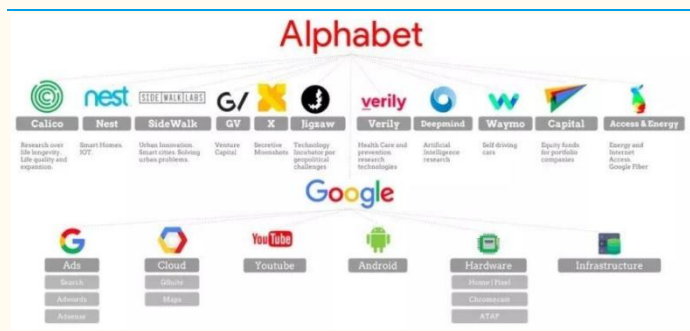 Alphabet
nest
SIDE WALK LABS
G/
verily
Calico
Nest
SideWalk
GV
X
Jigsaw
Verily
Deepmind
Waymo
Capital
Access & Energy
Research over
life longevity.
Life quality and
expansion.
Smart Homes.
IOT.
Urban Innovation.
Smart cities. Solving
urban problems.
Venture
Capital
Secretive
Moonshots
Technology
Incubator por
geopolitical
challenges
Health Care and
prevention
research
technologies
Artificial
Intelligence
research
Self driving
cars
Equity funds
for portfolio
companies
Energy and
Internet
Access.
Google Fiber
Google
G
YouTube
Ads
Cloud
Youtube
Android
Hardware
Infrastructure
Search
Adwords
Adsense
GSuite
Maps
Home | Pixel
Chromecast
ATAP